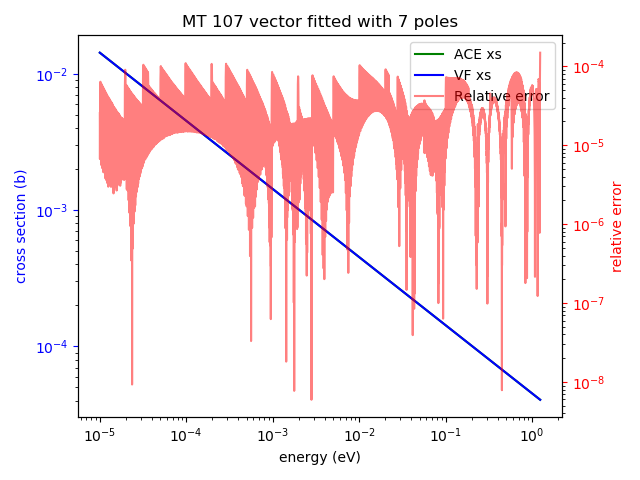 MT 107 vector fitted with 7 poles
ACE xs
VF xs
Relative error
cross section (b)
10⁻²
10⁻³
10⁻⁴
10⁻⁴
10⁻⁵
10⁻⁶
10⁻⁷
10⁻⁸
relative error
10⁻⁵ 10⁻⁴ 10⁻³ 10⁻² 10⁻¹ 10⁰
energy (eV)